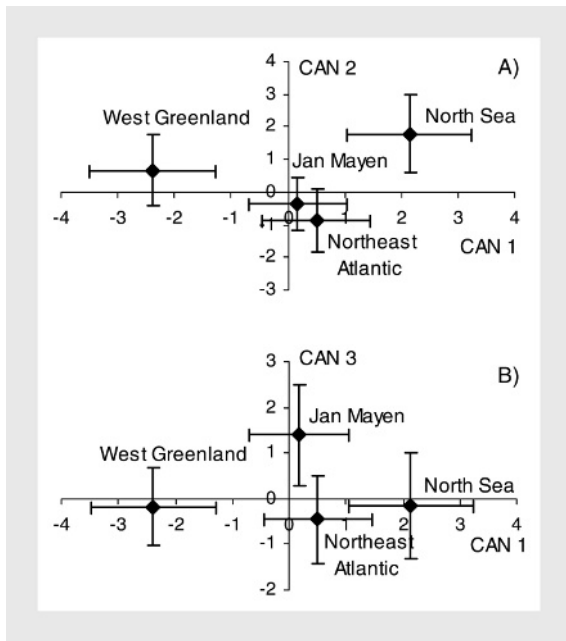 4
CAN 2
A)
3
West Greenland
North Sea
2
1
Jan Mayen
0
-4 -3 -2 -1 0 1 2 3 4
-1
Northeast
CAN 1
Atlantic
-2
-3
3
CAN 3
B)
2
Jan Mayen
1
West Greenland
North Sea
0
-4 -3 -2 -1 0 1 2 3 4
Northeast
CAN 1
-1
Atlantic
-2